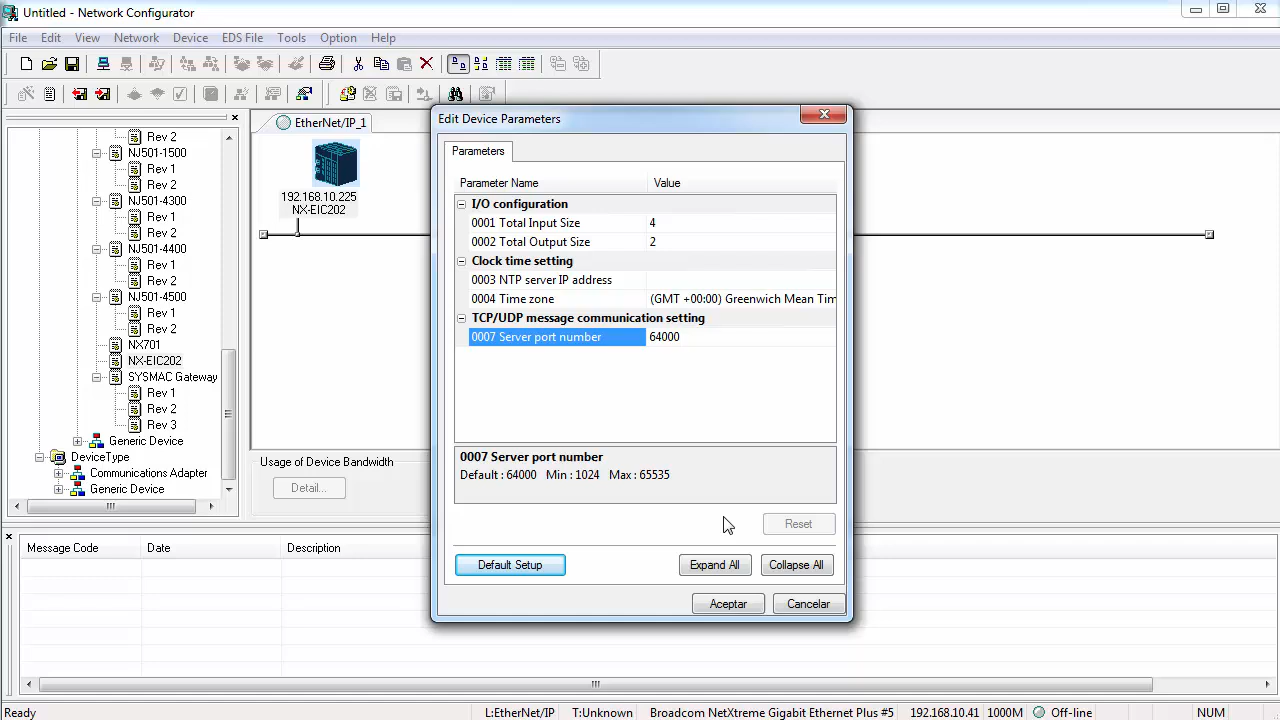 Untitled - Network Configurator
File Edit View Network Device EDS File Tools Option Help
EtherNet/IP_1
192.168.10.225
NX-EIC202
Rev 2
NJ501-1500
Rev 1
Rev 2
NJ501-4300
Rev 1
Rev 2
NJ501-4400
Rev 1
Rev 2
NJ501-4500
Rev 1
Rev 2
NX701
NX-EIC202
SYSMAC Gateway
Rev 1
Rev 2
Rev 3
Generic Device
DeviceType
Communications Adapter
Generic Device
Usage of Device Bandwidth
Detail...
Edit Device Parameters
Parameters
Parameter Name Value
I/O configuration
0001 Total Input Size 4
0002 Total Output Size 2
Clock time setting
0003 NTP server IP address
0004 Time zone (GMT +00:00) Greenwich Mean Tim
TCP/UDP message communication setting
0007 Server port number 64000
0007 Server port number
Default : 64000 Min : 1024 Max : 65535
Reset
Default Setup Expand All Collapse All
Aceptar Cancelar
Message Code Date Description
Ready L:EtherNet/IP T:Unknown Broadcom NetXtreme Gigabit Ethernet Plus #5 192.168.10.41 1000M Off-line NUM